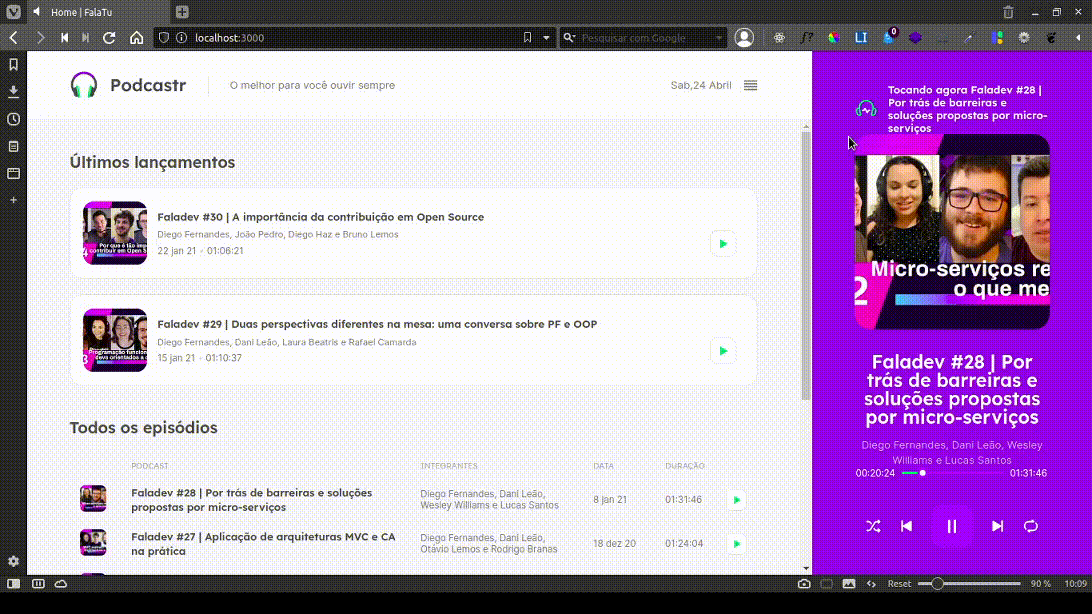 Home | FalaTu
localhost:3000
Pesquisar com Google
LI
0
Podcastr
O melhor para você ouvir sempre
Sab,24 Abril
Últimos lançamentos
Faladev #30 | A importância da contribuição em Open Source
Diego Fernandes, João Pedro, Diego Haz e Bruno Lemos
22 jan 21 • 01:06:21
Faladev #29 | Duas perspectivas diferentes na mesa: uma conversa sobre PF e OOP
Diego Fernandes, Dani Leão, Laura Beatris e Rafael Camarda
15 jan 21 • 01:10:37
Todos os episódios
PODCAST
INTEGRANTES
DATA
DURAÇÃO
Faladev #28 | Por trás de barreiras e soluções
propostas por micro-serviços
Diego Fernandes, Dani Leão,
Wesley Williams e Lucas Santos
8 jan 21
01:31:46
Faladev #27 | Aplicação de arquiteturas MVC e CA
na prática
Diego Fernandes, Dani Leão,
Otávio Lemos e Rodrigo Branas
18 dez 20
01:24:04
Tocando agora Faladev #28 |
Por trás de barreiras e
soluções propostas por micro-
serviços
Micro-serviços re
2
o que me
Faladev #28 | Por
trás de barreiras e
soluções propostas
por micro-serviços
Diego Fernandes, Dani Leão, Wesley
Williams e Lucas Santos
00:20:24
01:31:46
Reset
90 %
10:09